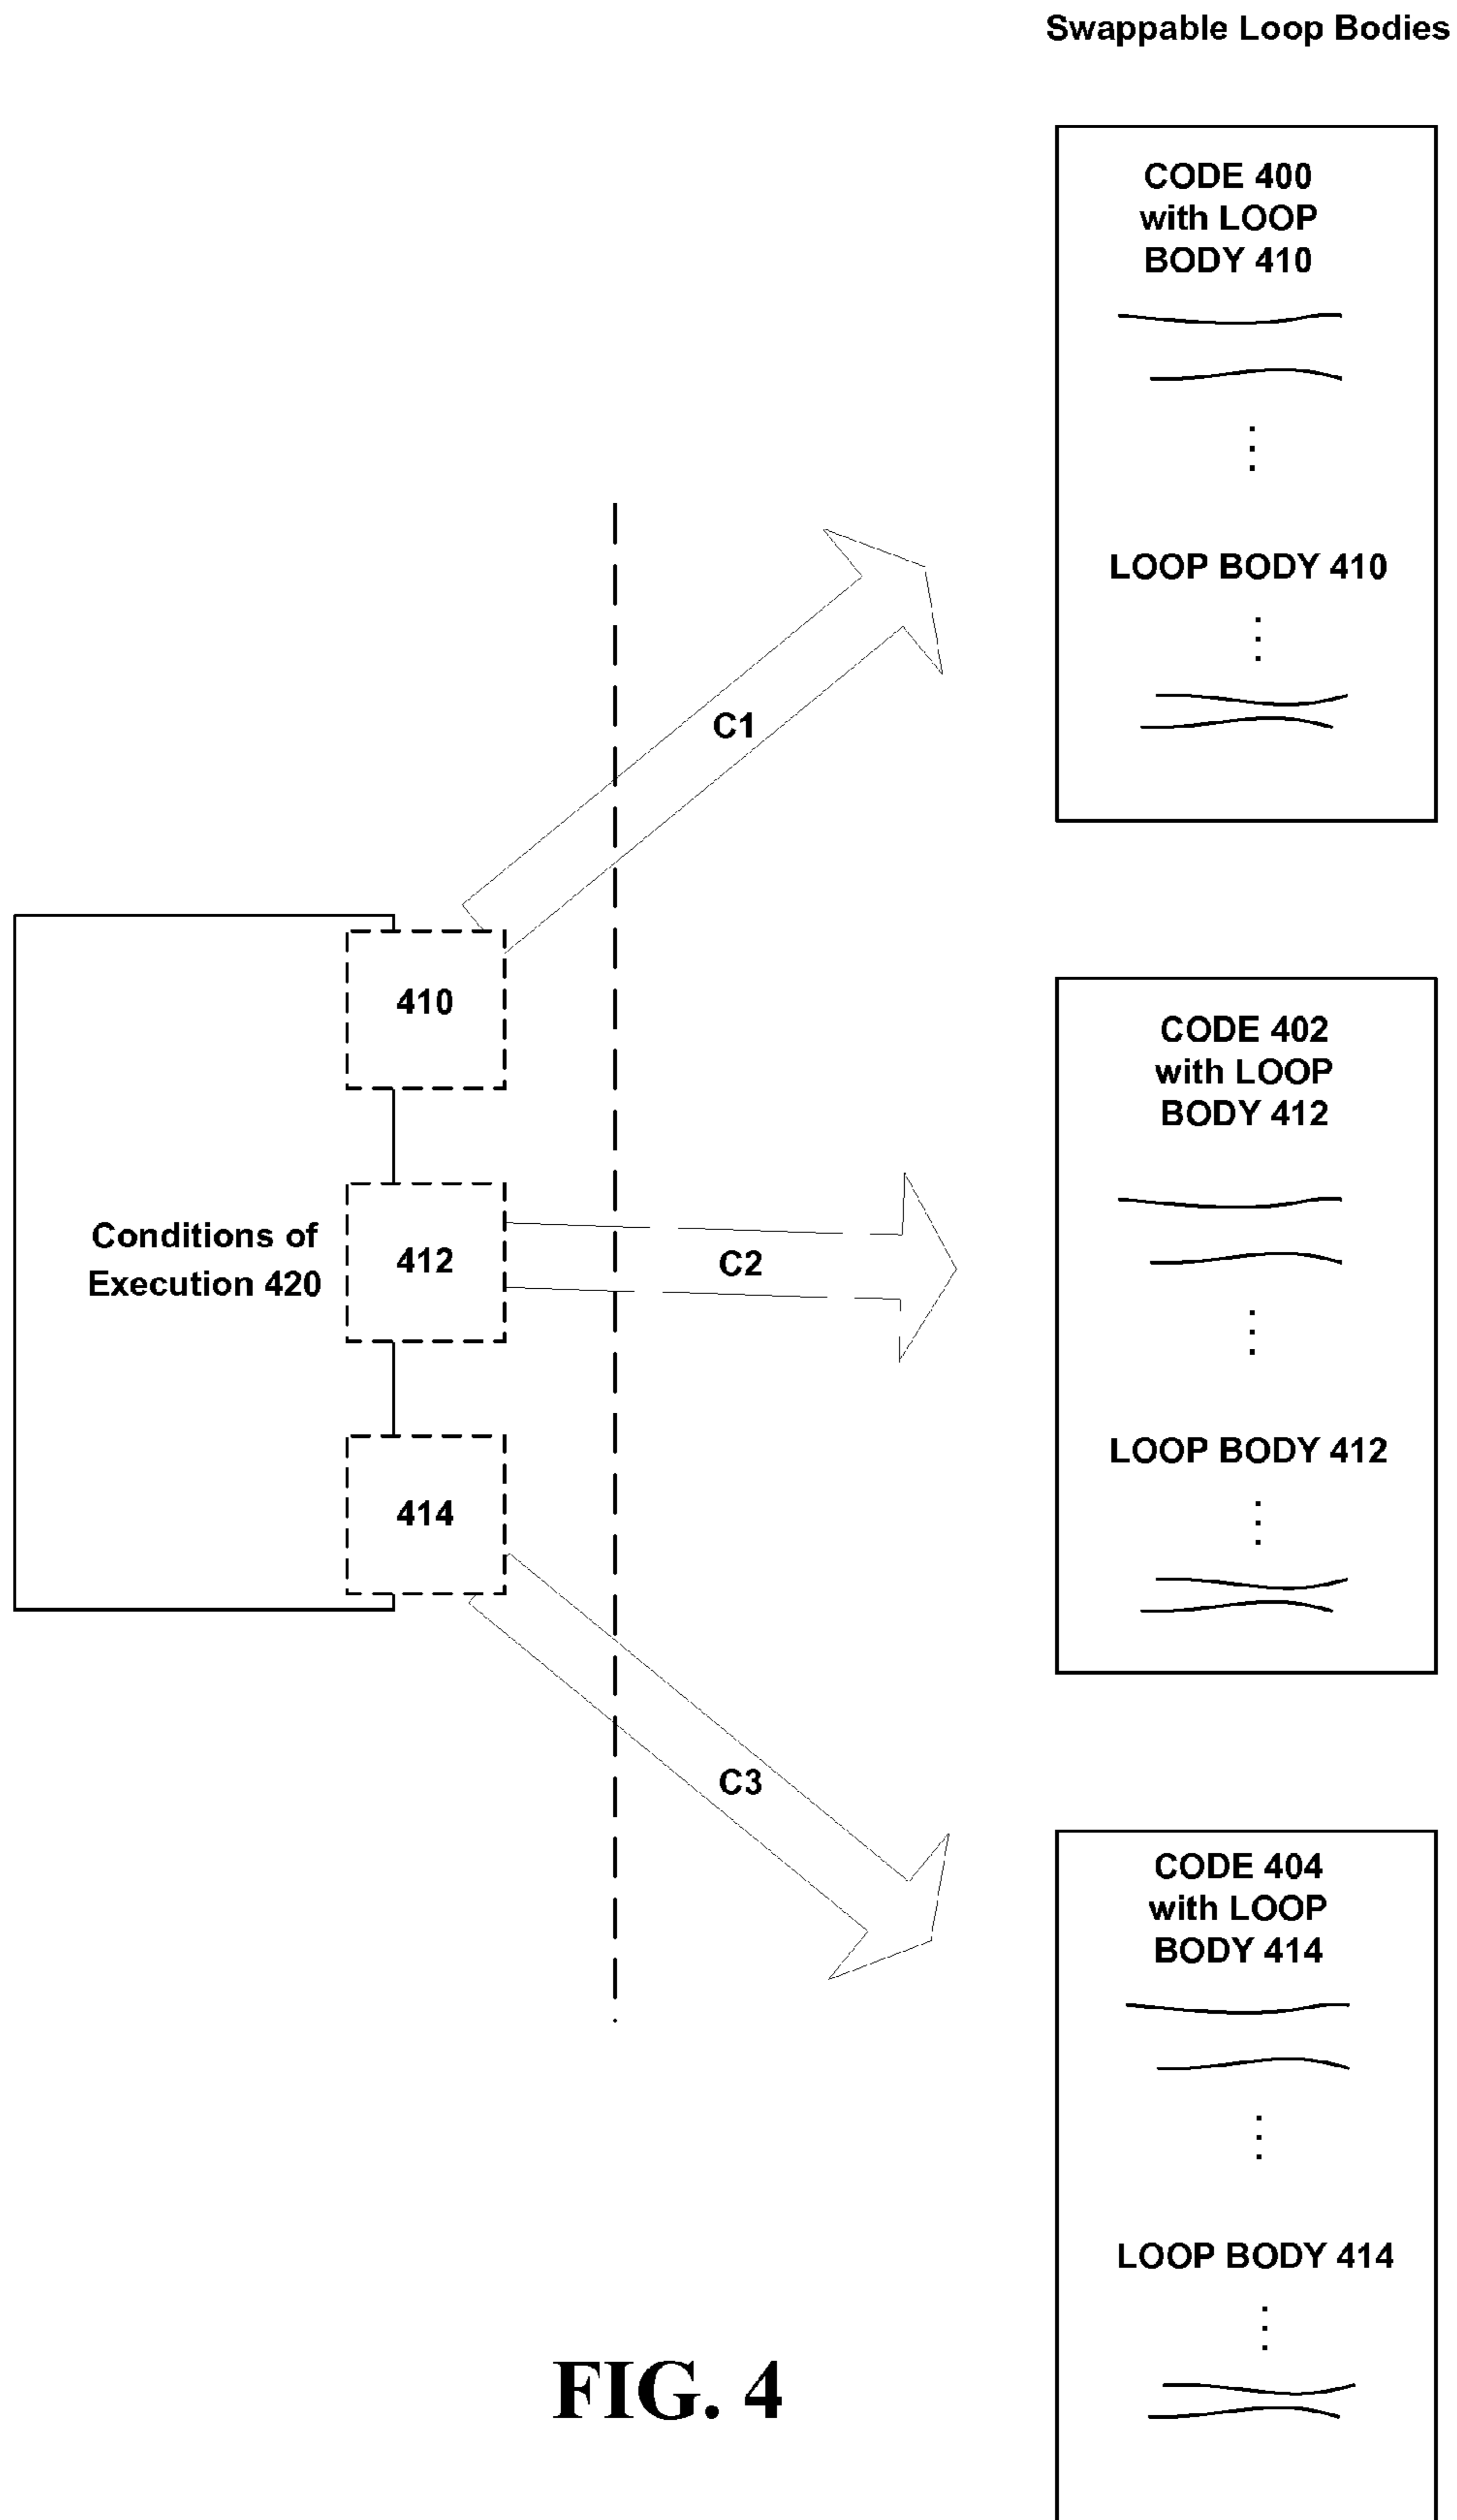 Swappable Loop Bodies
CODE 400
with LOOP
BODY 410
LOOP BODY 410
C1
410
Conditions of
Execution 420
412
C2
CODE 402
with LOOP
BODY 412
LOOP BODY 412
414
C3
CODE 404
with LOOP
BODY 414
LOOP BODY 414
FIG. 4